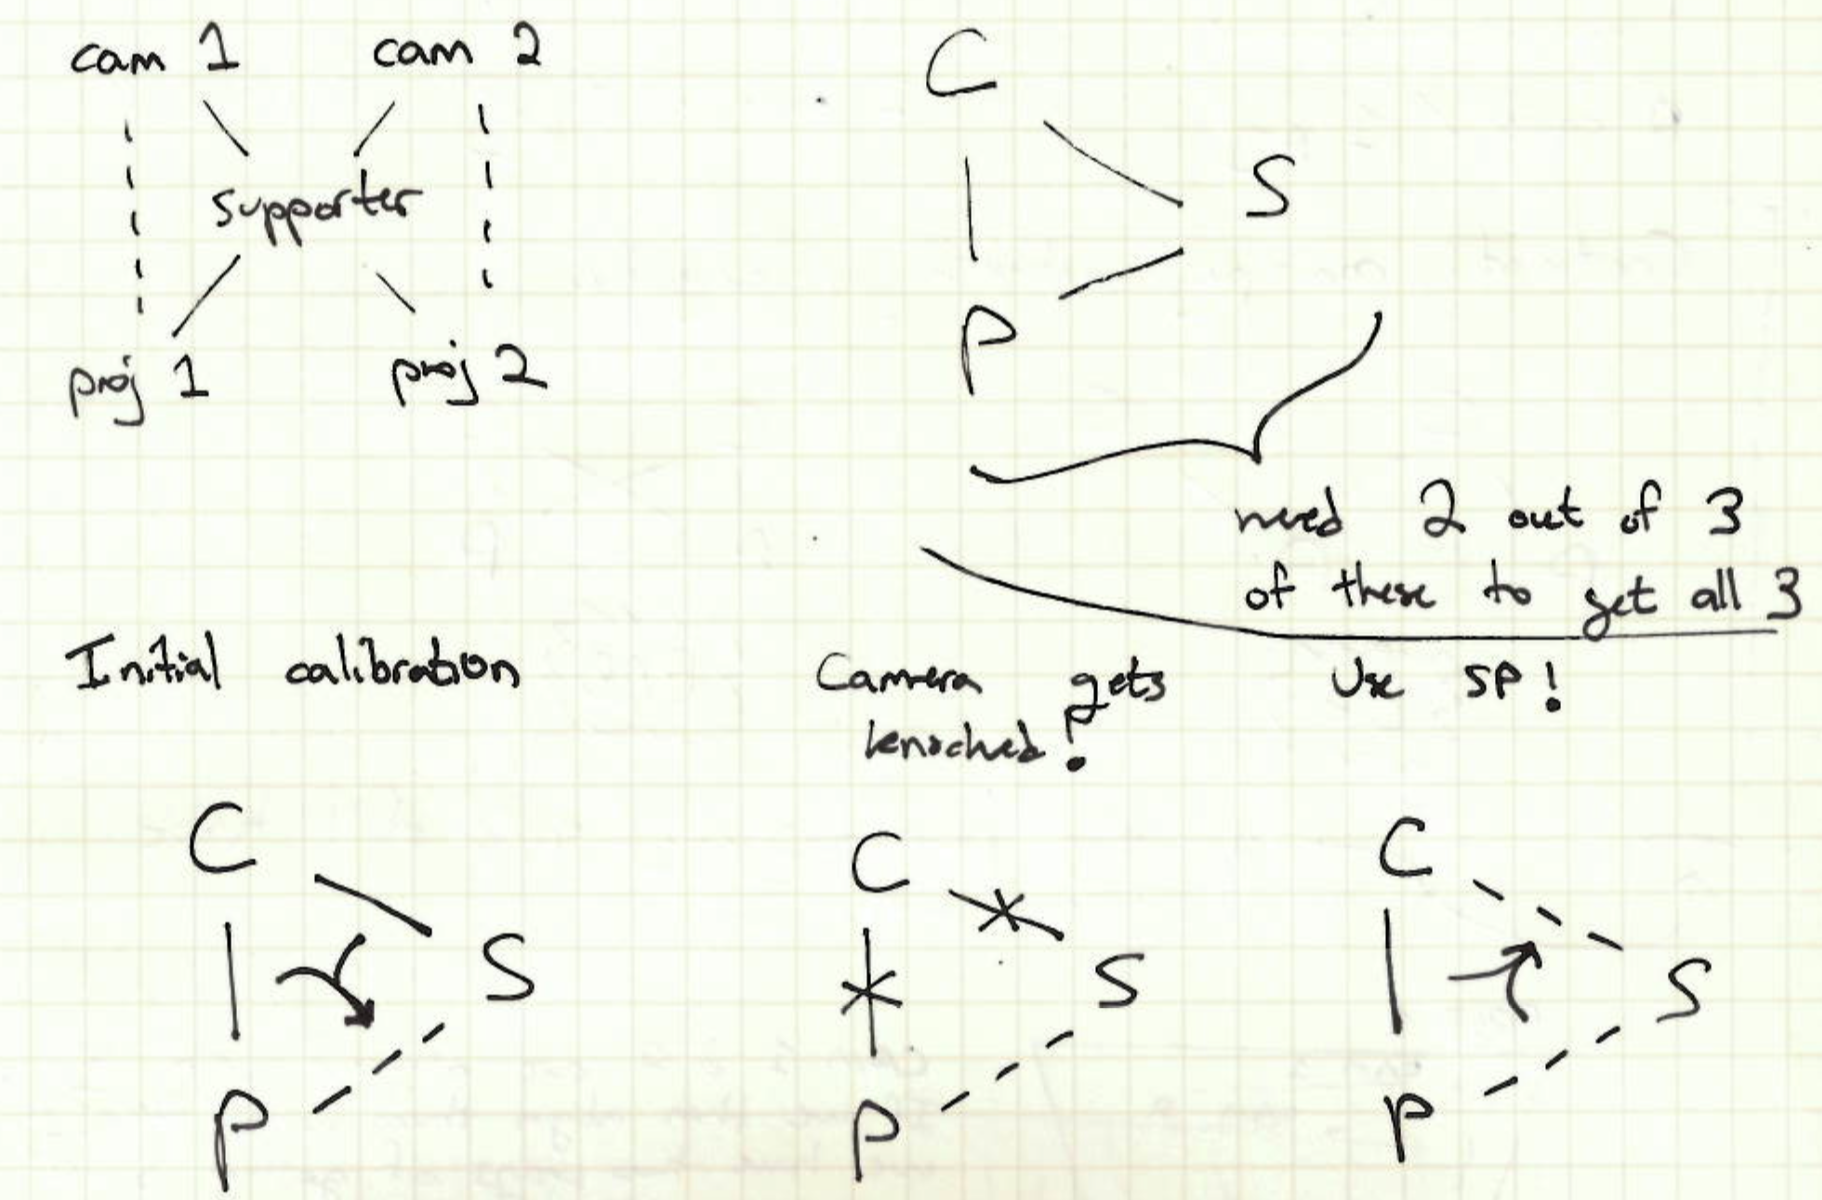 cam 1 cam 2
supporter
proj 1 proj 2
C
S
P
need 2 out of 3
of these to get all 3
Initial calibration
Camera gets
knocked!
Use SP!
C
S
P
C
S
P
C
S
P